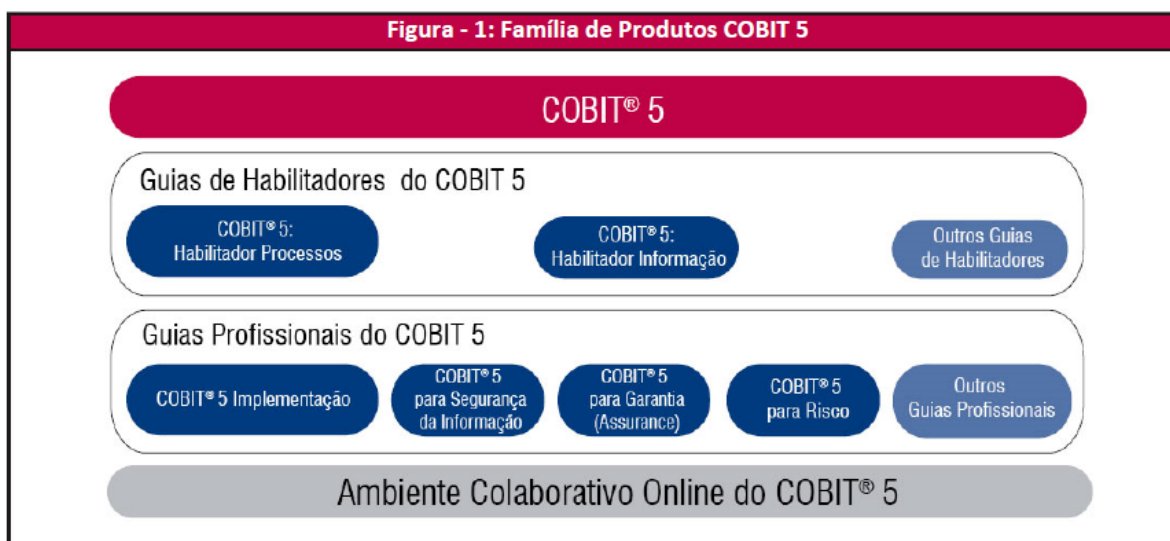 Figura - 1: Família de Produtos COBIT 5
COBIT® 5
Guias de Habilitadores do COBIT 5
COBIT® 5:
Habilitador Processos
COBIT® 5:
Habilitador Informação
Outros Guias
de Habilitadores
Guias Profissionais do COBIT 5
COBIT® 5 Implementação
COBIT® 5
para Segurança
da Informação
COBIT® 5
para Garantia
(Assurance)
COBIT® 5
para Risco
Outros
Guias Profissionais
Ambiente Colaborativo Online do COBIT® 5